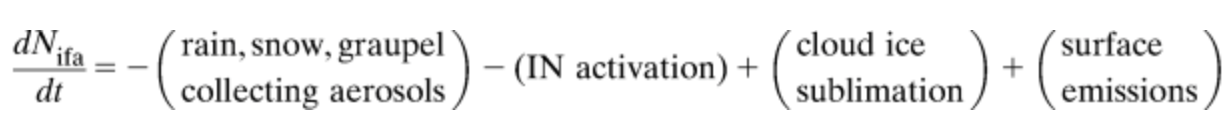 dN_ifa/dt = −(rain, snow, graupel collecting aerosols) − (IN activation) + (cloud ice sublimation) + (surface emissions)